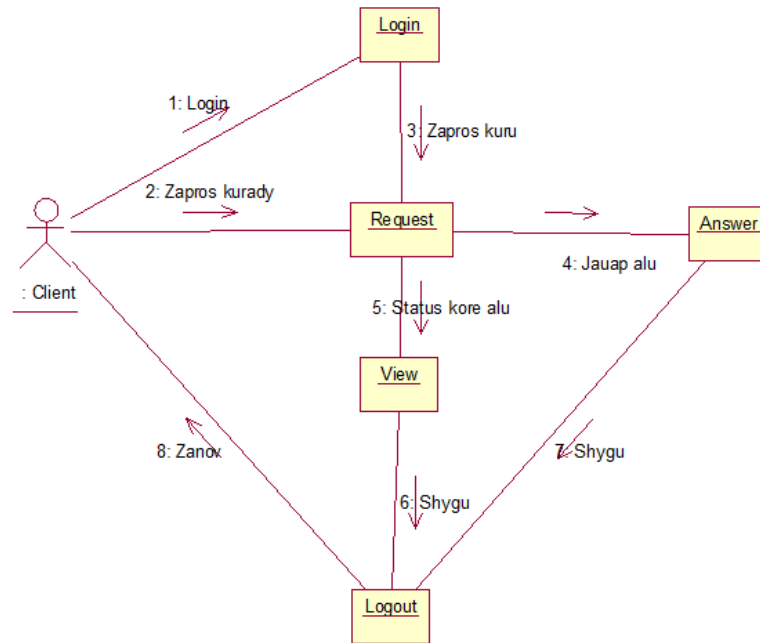 Login
1: Login
3: Zapros kuru
2: Zapros kurady
Request
Answer
4: Jauap alu
: Client
5: Status kore alu
View
8: Zanov
7: Shygu
6: Shygu
Logout